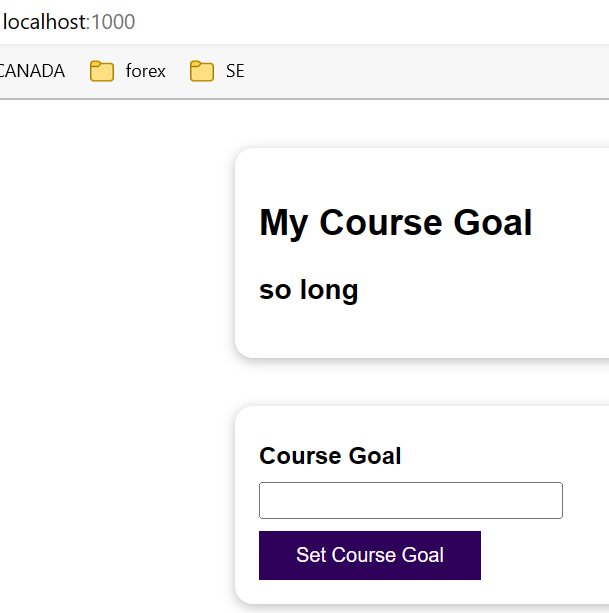 localhost:1000
CANADA forex SE
My Course Goal
so long
Course Goal
Set Course Goal